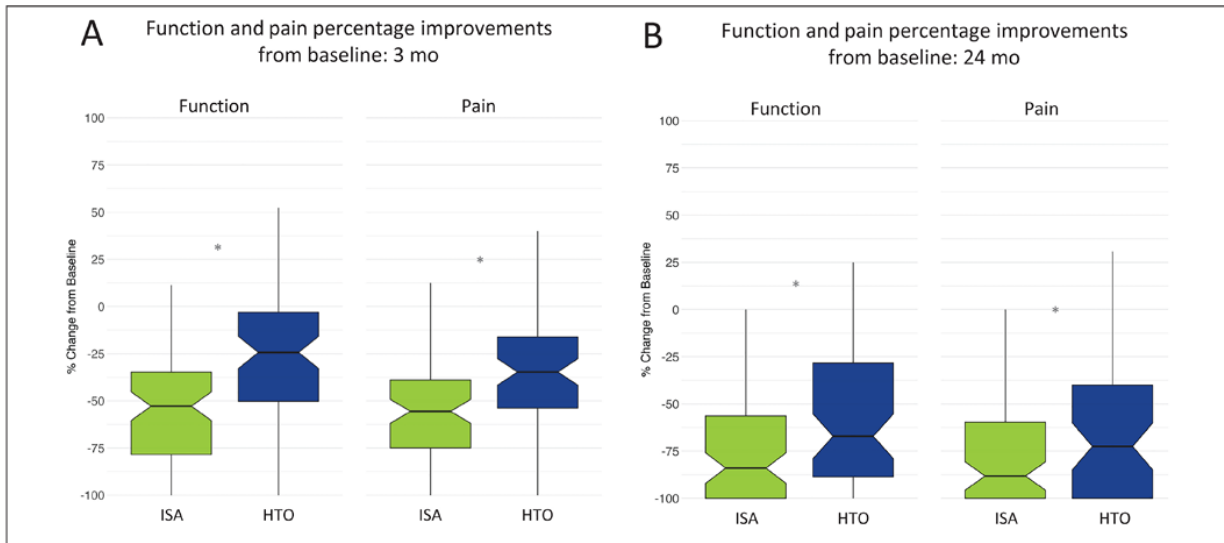 A
Function and pain percentage improvements
from baseline: 3 mo
Function
Pain
% Change from Baseline
100
75
50
25
0
-25
-50
-75
-100
*
*
ISA
HTO
ISA
HTO
B
Function and pain percentage improvements
from baseline: 24 mo
Function
Pain
% Change from Baseline
100
75
50
25
0
-25
-50
-75
-100
*
*
ISA
HTO
ISA
HTO